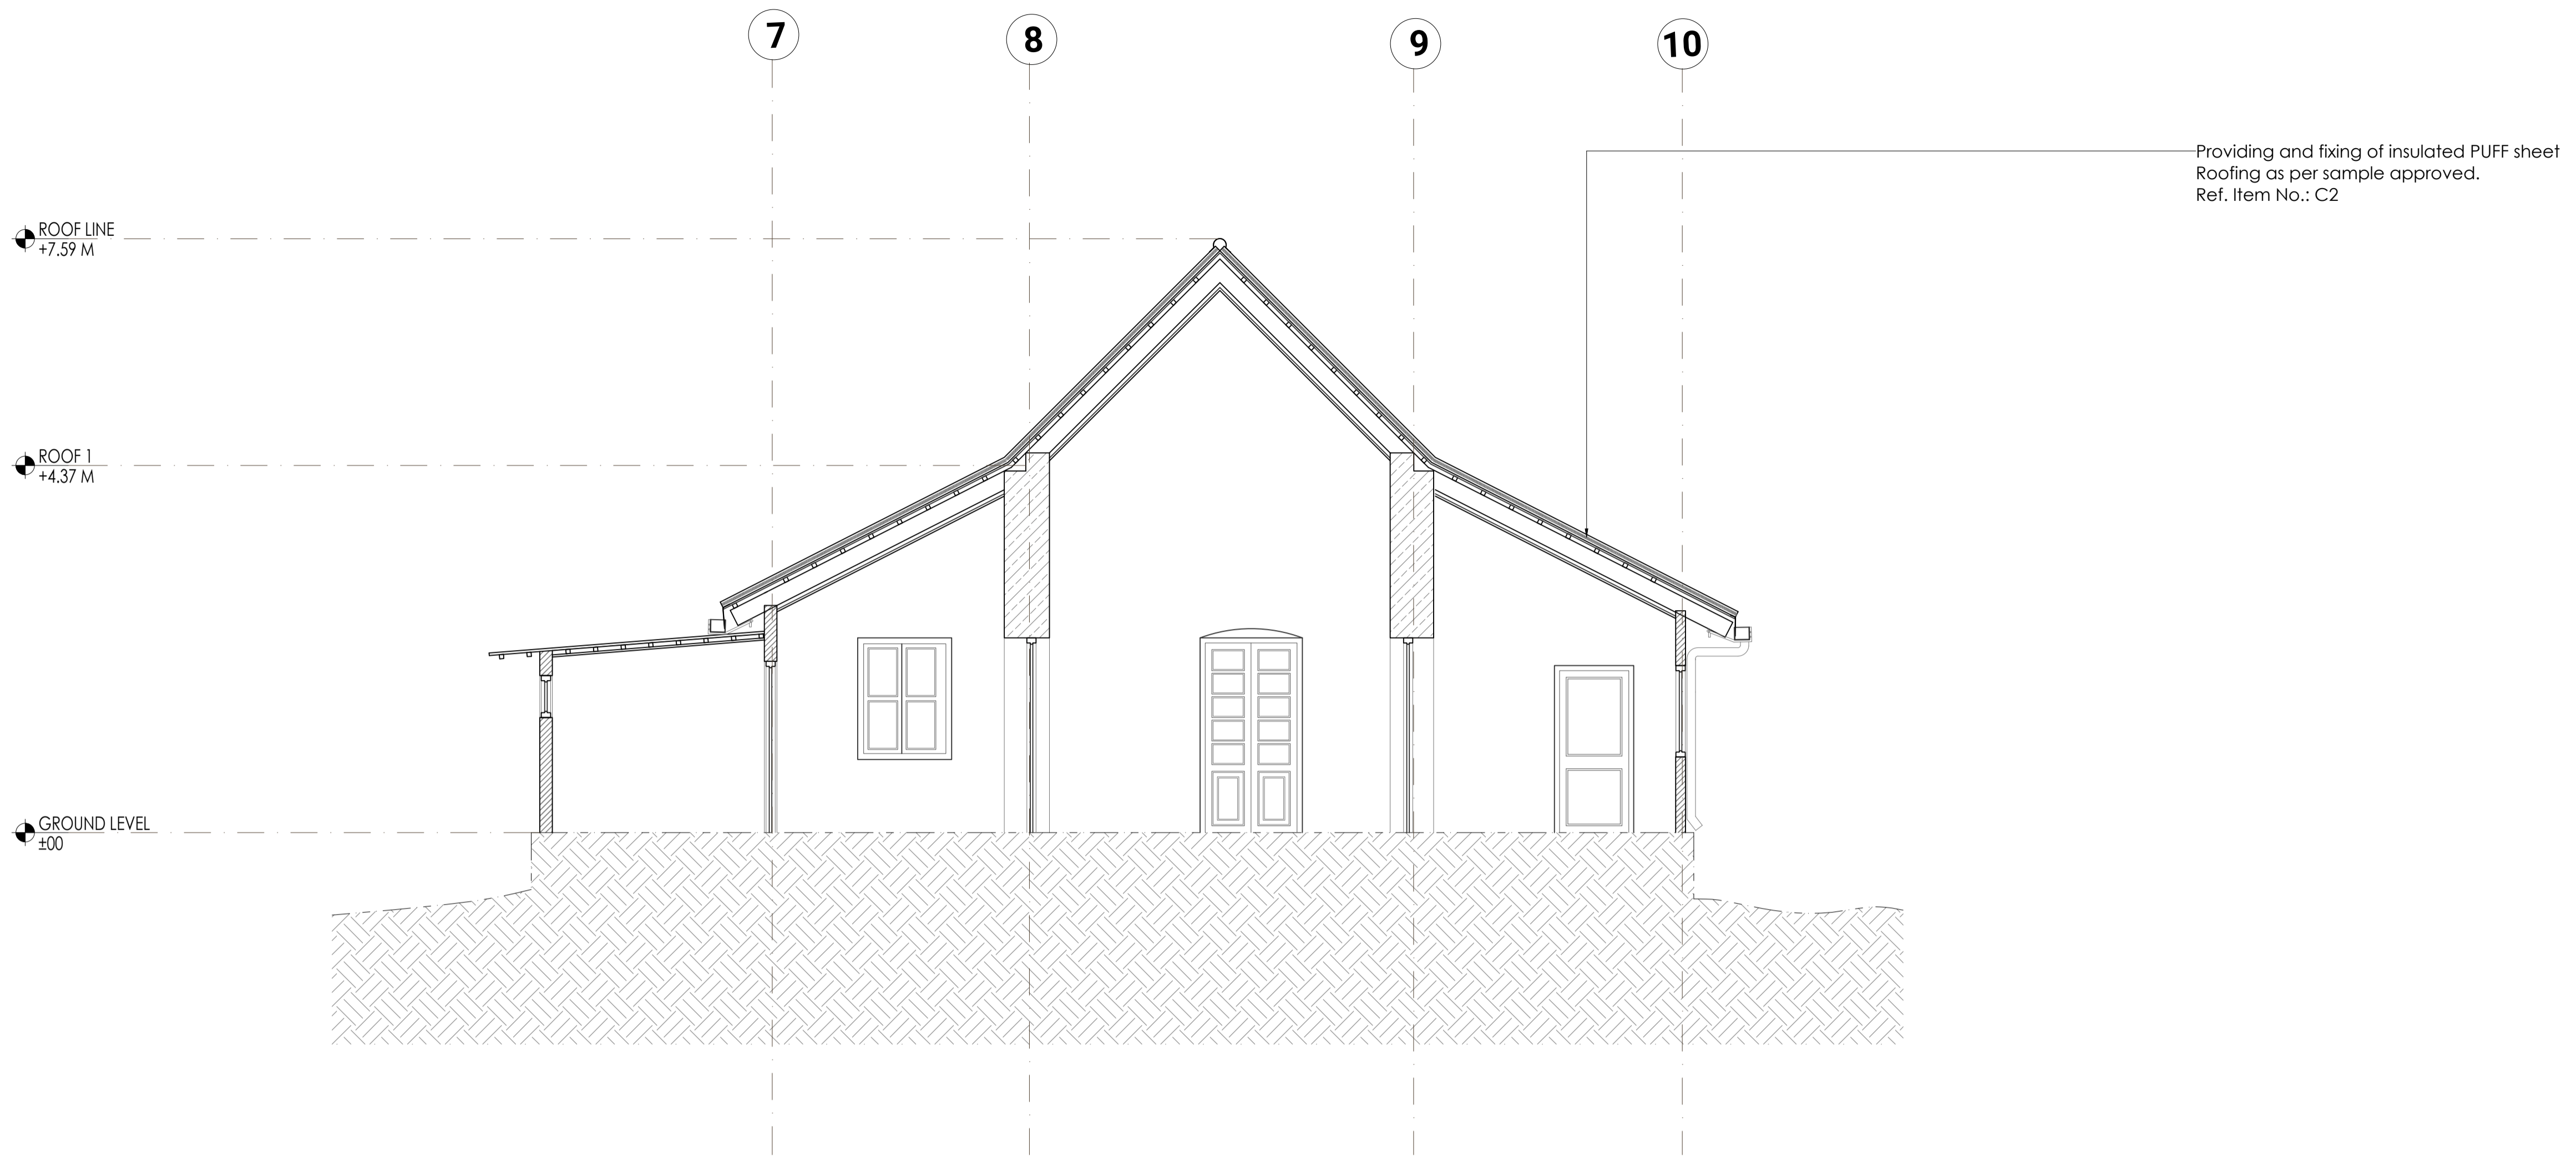 7
8
9
10
Providing and fixing of insulated PUFF sheet
Roofing as per sample approved.
Ref. Item No.: C2
ROOF LINE
+7.59 M
ROOF 1
+4.37 M
GROUND LEVEL
±00